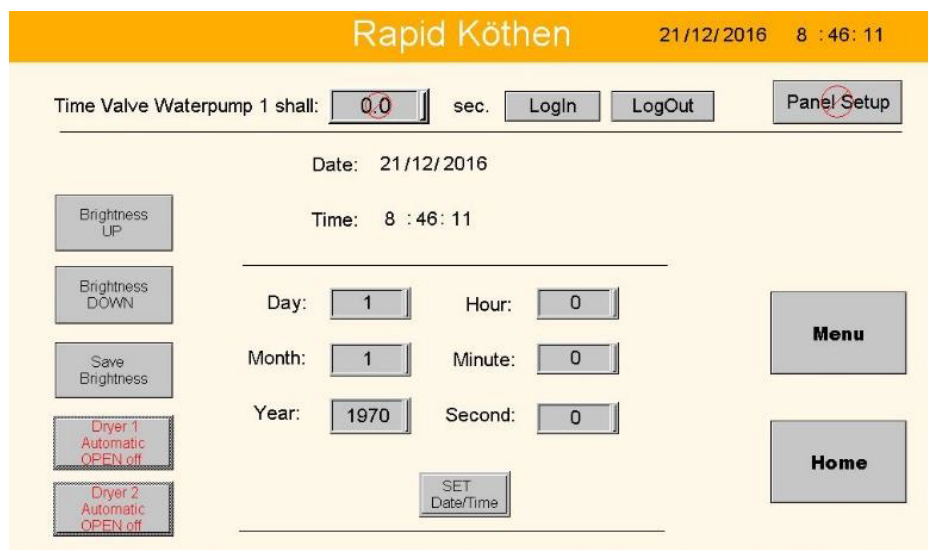 Rapid Köthen 21/12/2016 8 :46: 11
Time Valve Waterpump 1 shall: 0.0 sec. LogIn LogOut Panel Setup
Date: 21/12/2016
Time: 8 :46: 11
Brightness
UP
Brightness
DOWN
Save
Brightness
Dryer 1
Automatic
OPEN off
Dryer 2
Automatic
OPEN off
Day: 1 Hour: 0
Month: 1 Minute: 0
Year: 1970 Second: 0
SET
Date/Time
Menu
Home